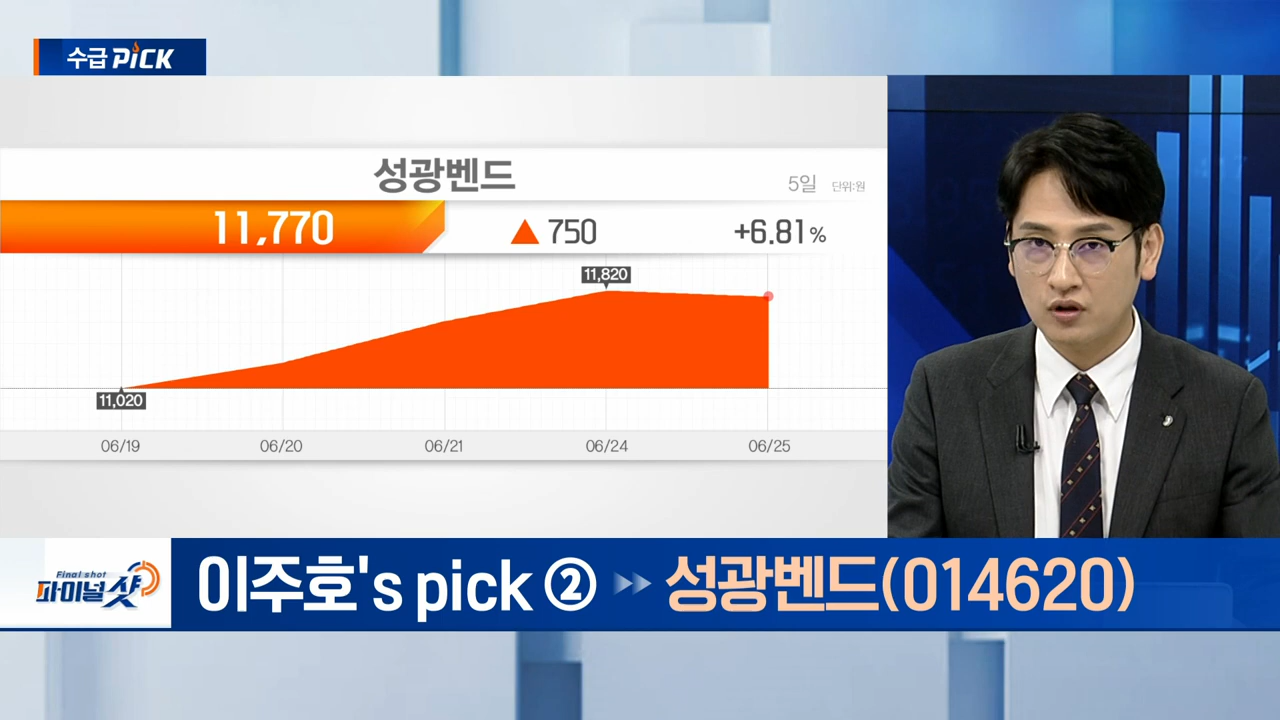 수급 PiCK
성광벤드
5일 단위:원
11,770 ▲ 750 +6.81%
11,820
11,020
06/19 06/20 06/21 06/24 06/25
Final shot
파이널샷
이주호's pick ② ▸▸ 성광벤드(014620)